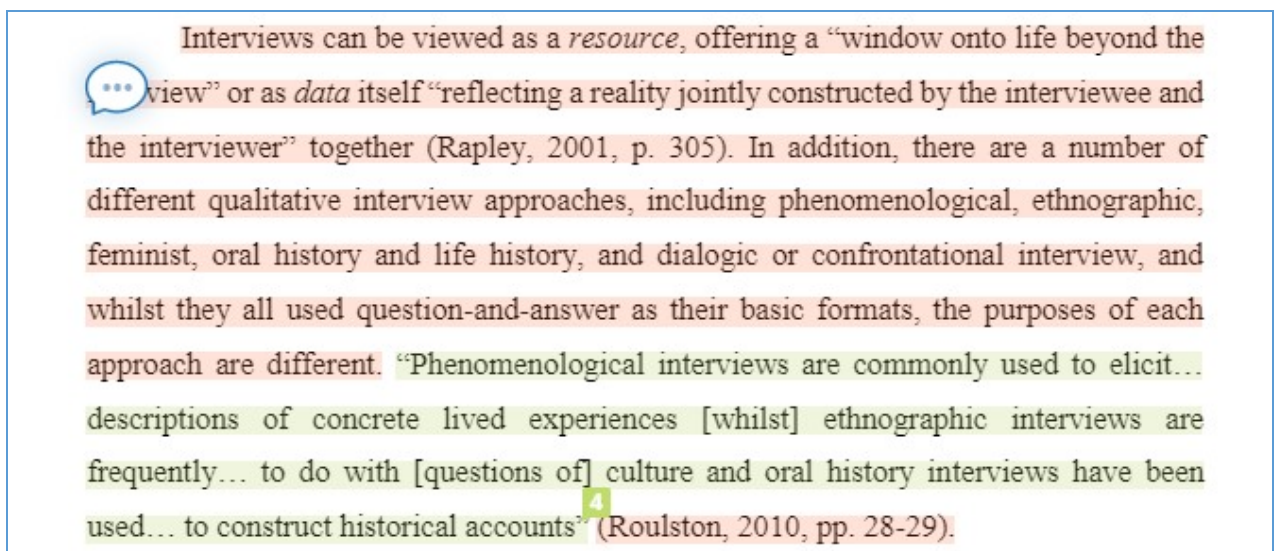 Interviews can be viewed as a resource, offering a “window onto life beyond the
view” or as data itself “reflecting a reality jointly constructed by the interviewee and
the interviewer” together (Rapley, 2001, p. 305). In addition, there are a number of
different qualitative interview approaches, including phenomenological, ethnographic,
feminist, oral history and life history, and dialogic or confrontational interview, and
whilst they all used question-and-answer as their basic formats, the purposes of each
approach are different. “Phenomenological interviews are commonly used to elicit…
descriptions of concrete lived experiences [whilst] ethnographic interviews are
frequently… to do with [questions of] culture and oral history interviews have been
4
used… to construct historical accounts” (Roulston, 2010, pp. 28-29).